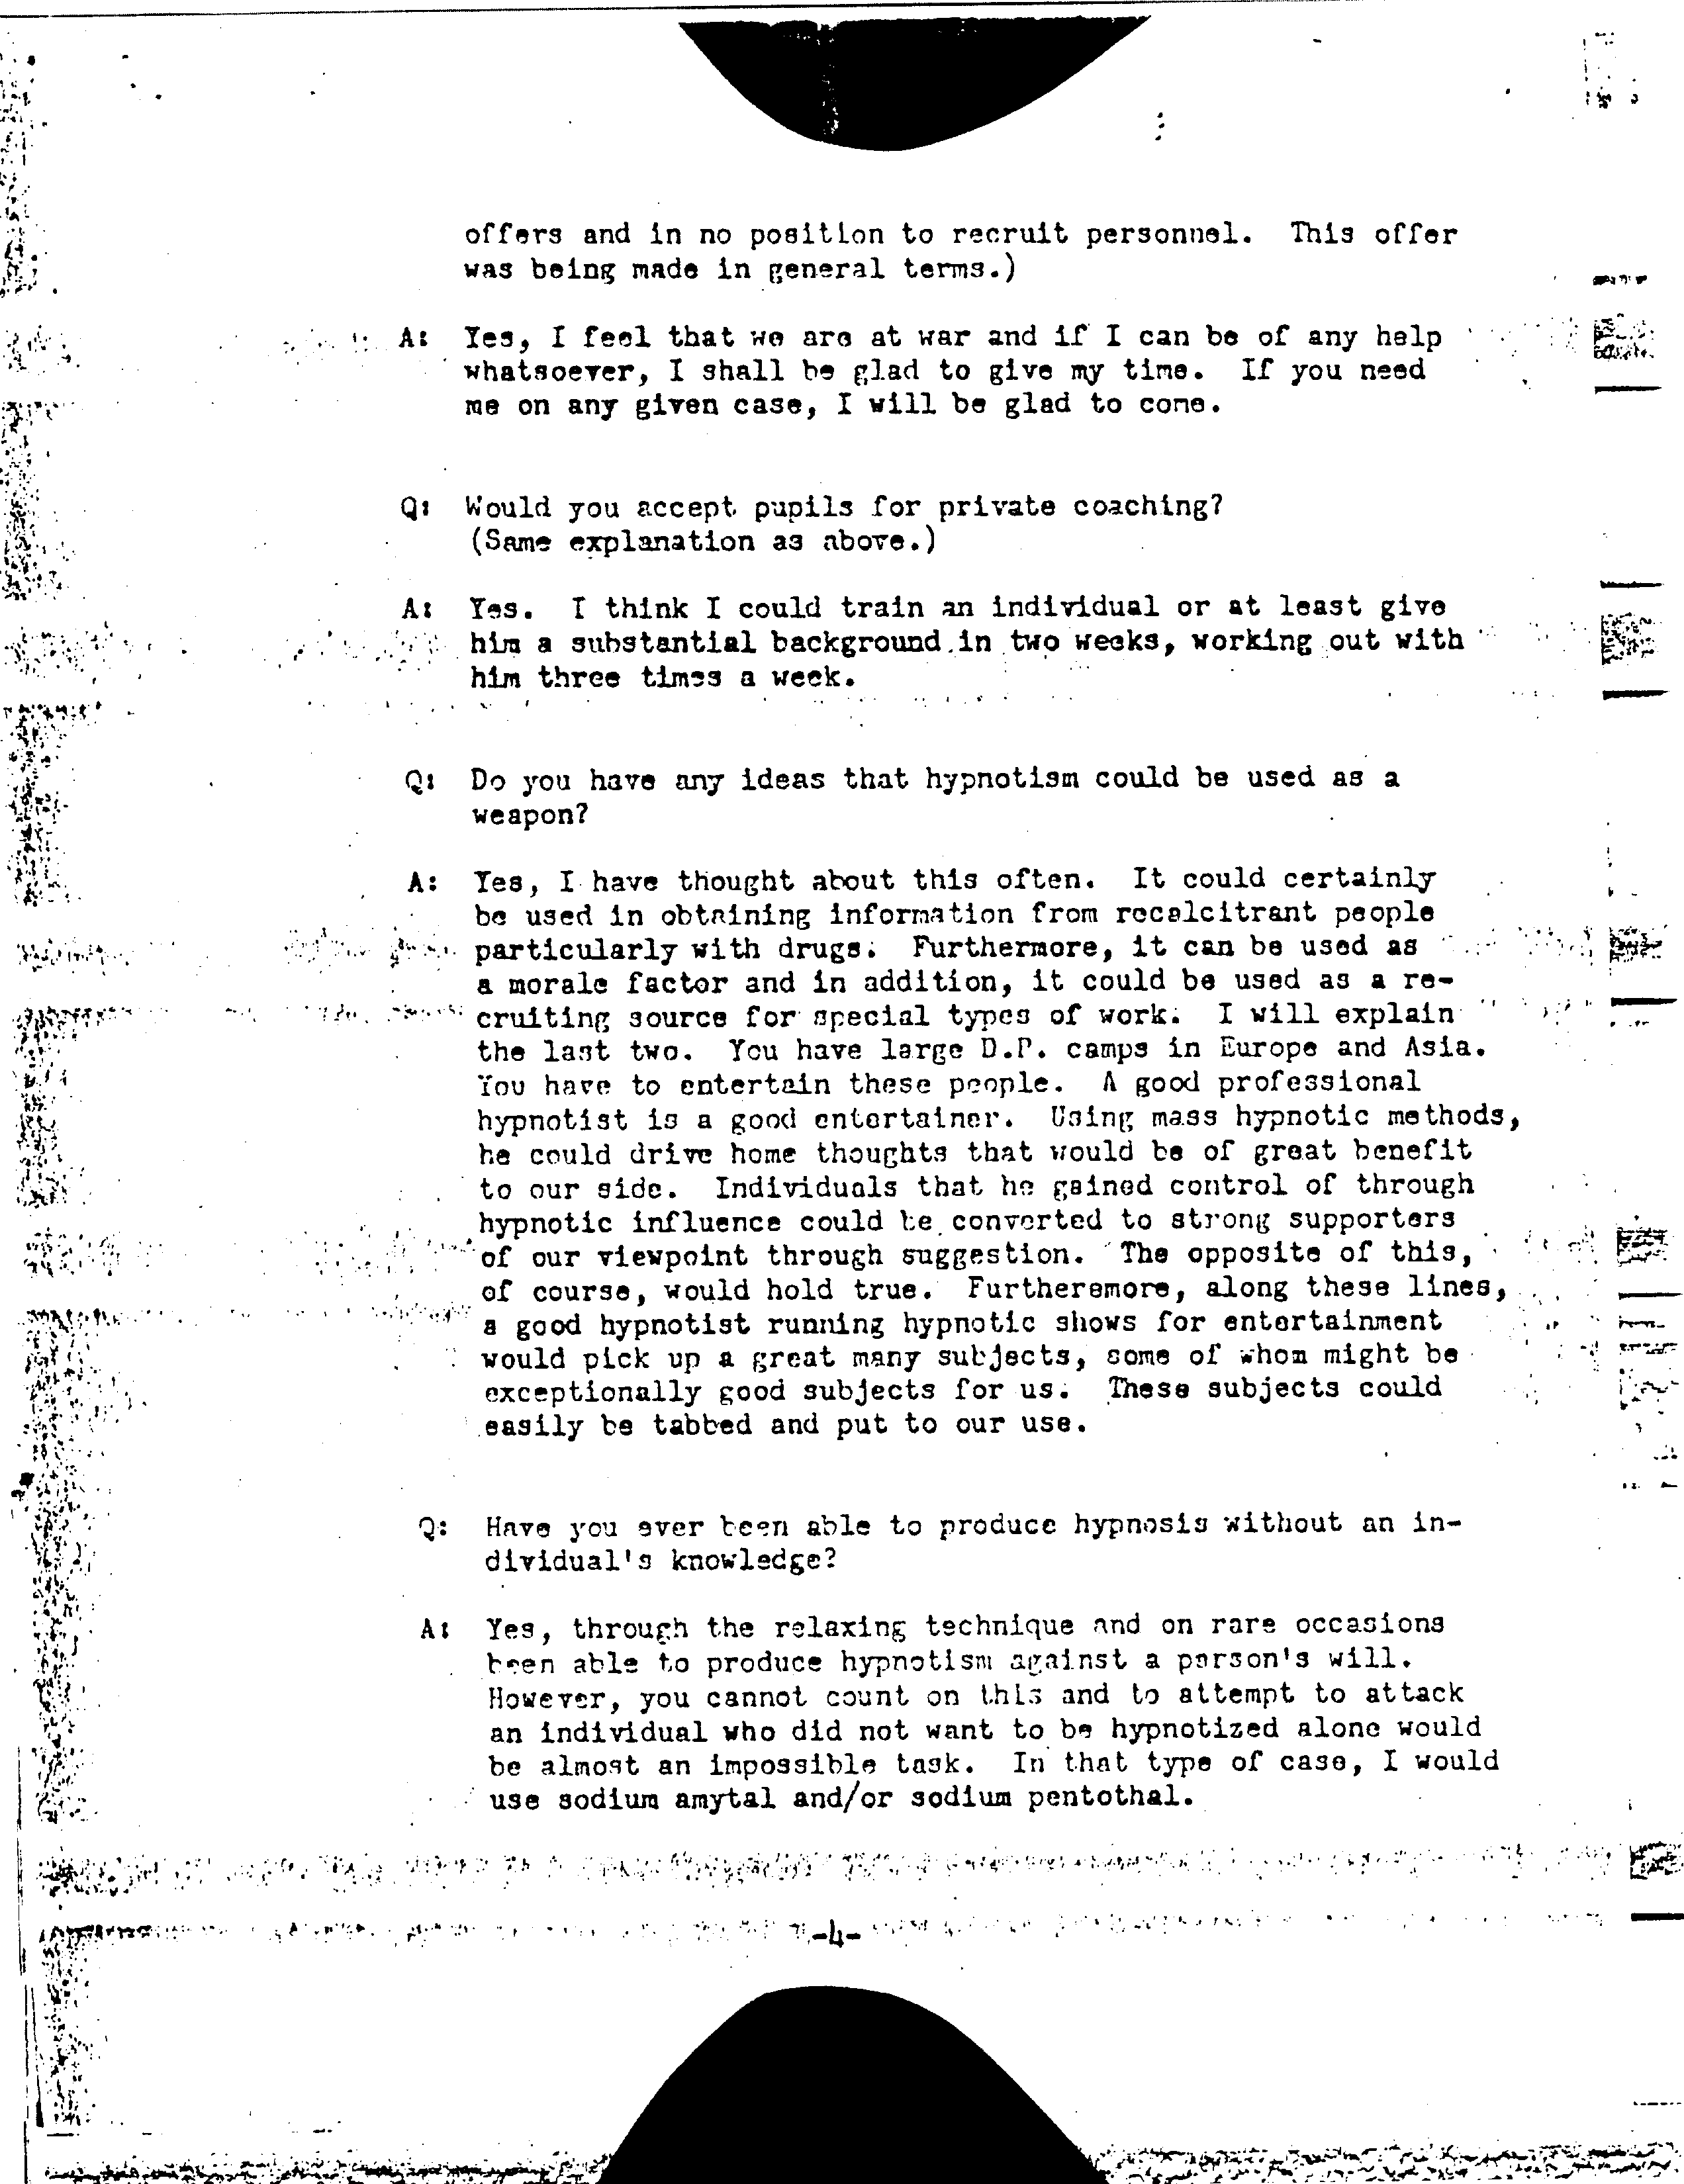 offers and in no position to recruit personnel. This offer
was being made in general terms.)
A: Yes, I feel that we are at war and if I can be of any help
whatsoever, I shall be glad to give my time. If you need
me on any given case, I will be glad to come.
Q: Would you accept pupils for private coaching?
(Same explanation as above.)
A: Yes. I think I could train an individual or at least give
him a substantial background in two weeks, working out with
him three times a week.
Q: Do you have any ideas that hypnotism could be used as a
weapon?
A: Yes, I have thought about this often. It could certainly
be used in obtaining information from recalcitrant people
particularly with drugs. Furthermore, it can be used as
a morale factor and in addition, it could be used as a re-
cruiting source for special types of work. I will explain
the last two. You have large D.P. camps in Europe and Asia.
You have to entertain these people. A good professional
hypnotist is a good entertainer. Using mass hypnotic methods,
he could drive home thoughts that would be of great benefit
to our side. Individuals that he gained control of through
hypnotic influence could be converted to strong supporters
of our viewpoint through suggestion. The opposite of this,
of course, would hold true. Furtheremore, along these lines,
a good hypnotist running hypnotic shows for entertainment
would pick up a great many subjects, some of whom might be
exceptionally good subjects for us. These subjects could
easily be tabbed and put to our use.
Q: Have you ever been able to produce hypnosis without an in-
dividual's knowledge?
A: Yes, through the relaxing technique and on rare occasions
been able to produce hypnotism against a person's will.
However, you cannot count on this and to attempt to attack
an individual who did not want to be hypnotized alone would
be almost an impossible task. In that type of case, I would
use sodium amytal and/or sodium pentothal.
-4-